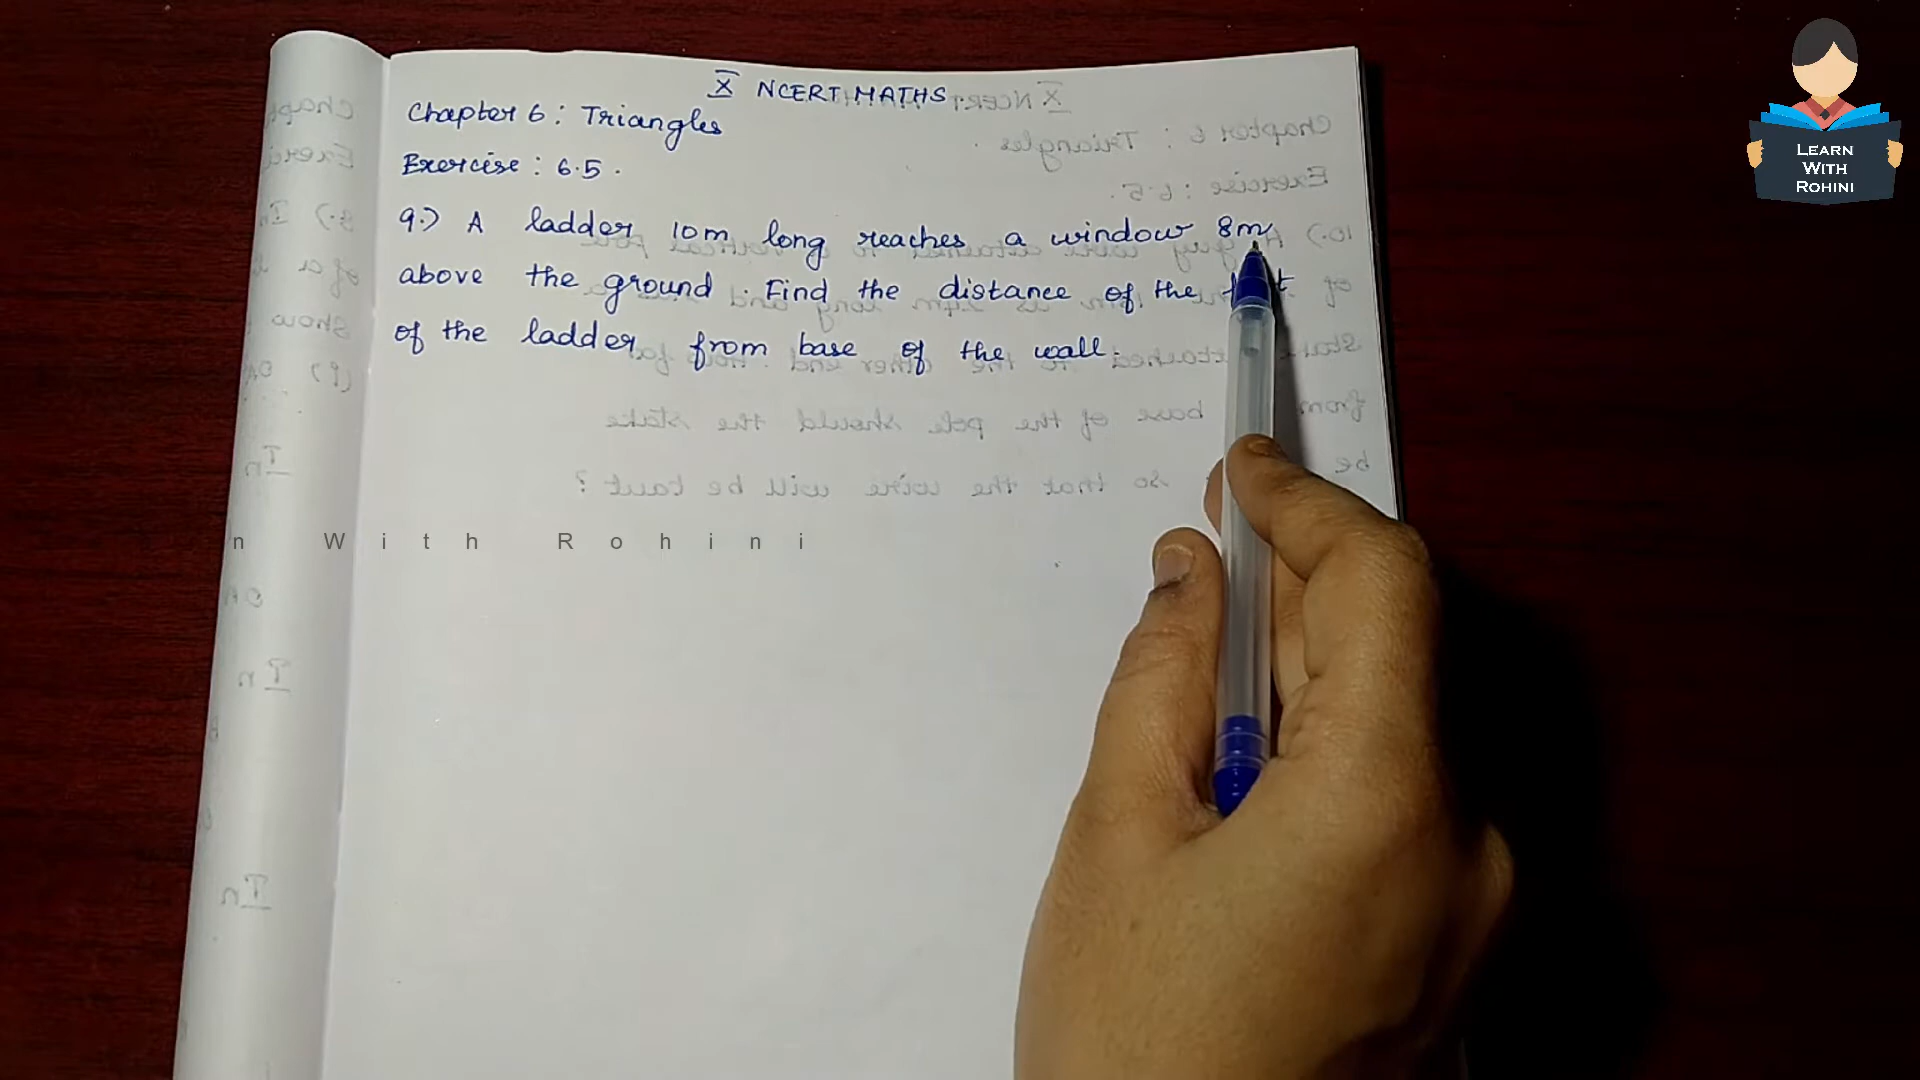 X NCERT MATHS
Chapter 6 : Triangles
Exercise : 6.5 .
9.) A ladder 10m long reaches a window 8m
above the ground . Find the distance of the
of the ladder from base of the wall .
n With Rohini
LEARN
WITH
ROHINI